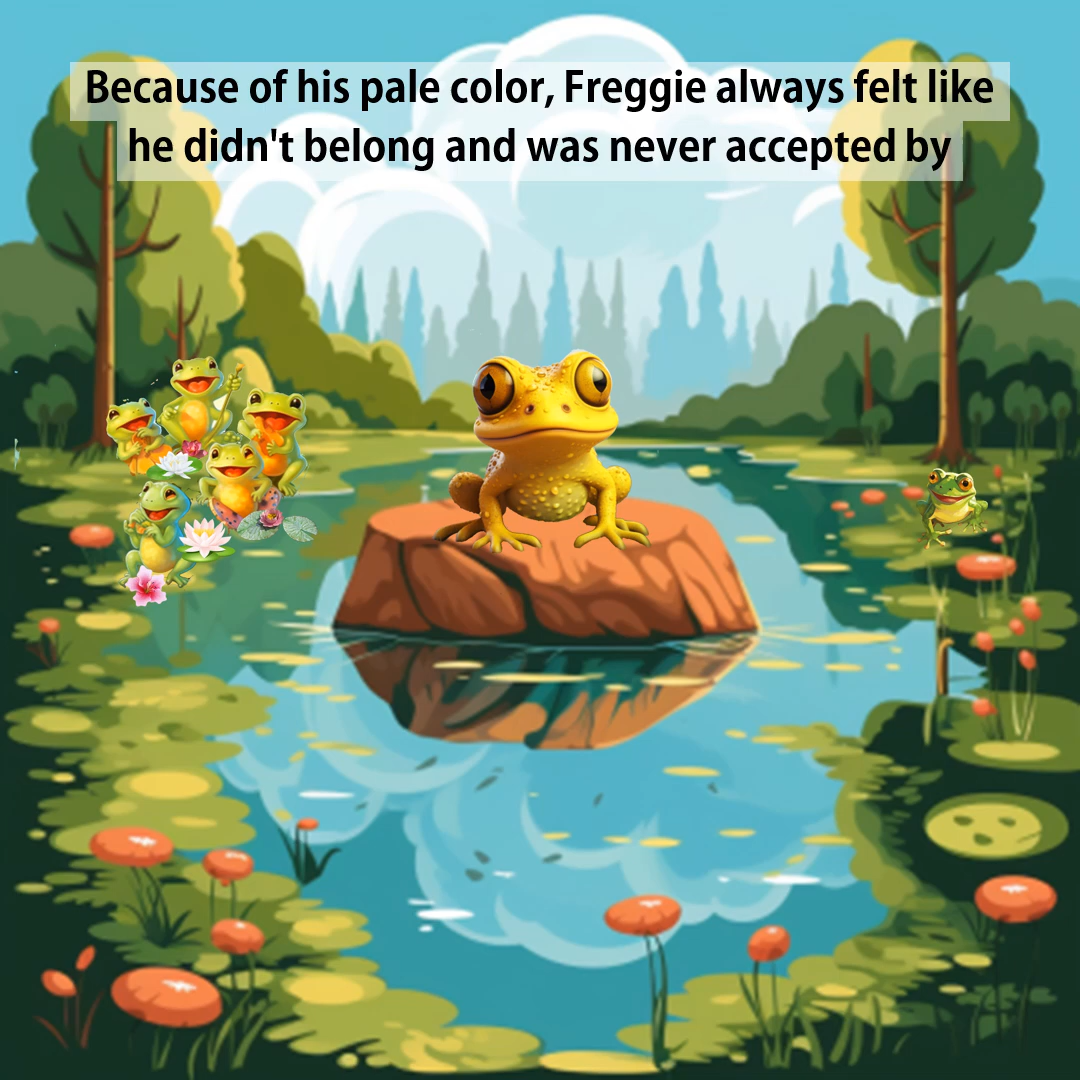 Because of his pale color, Freggie always felt like
he didn't belong and was never accepted by